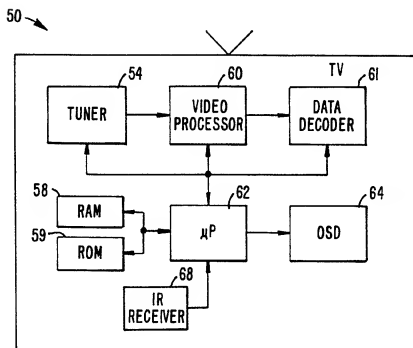 50
TV
54
60
61
TUNER
VIDEO
PROCESSOR
DATA
DECODER
58
62
64
RAM
59
ROM
μP
OSD
68
IR
RECEIVER